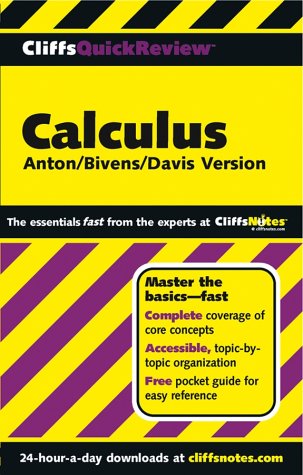 CliffsQuickReview™
Calculus
Anton/Bivens/Davis Version
The essentials fast from the experts at CliffsNotes™
@ cliffsnotes.com
Master the
basics—fast
Complete coverage of
core concepts
Accessible, topic-by-
topic organization
Free pocket guide for
easy reference
24-hour-a-day downloads at cliffsnotes.com